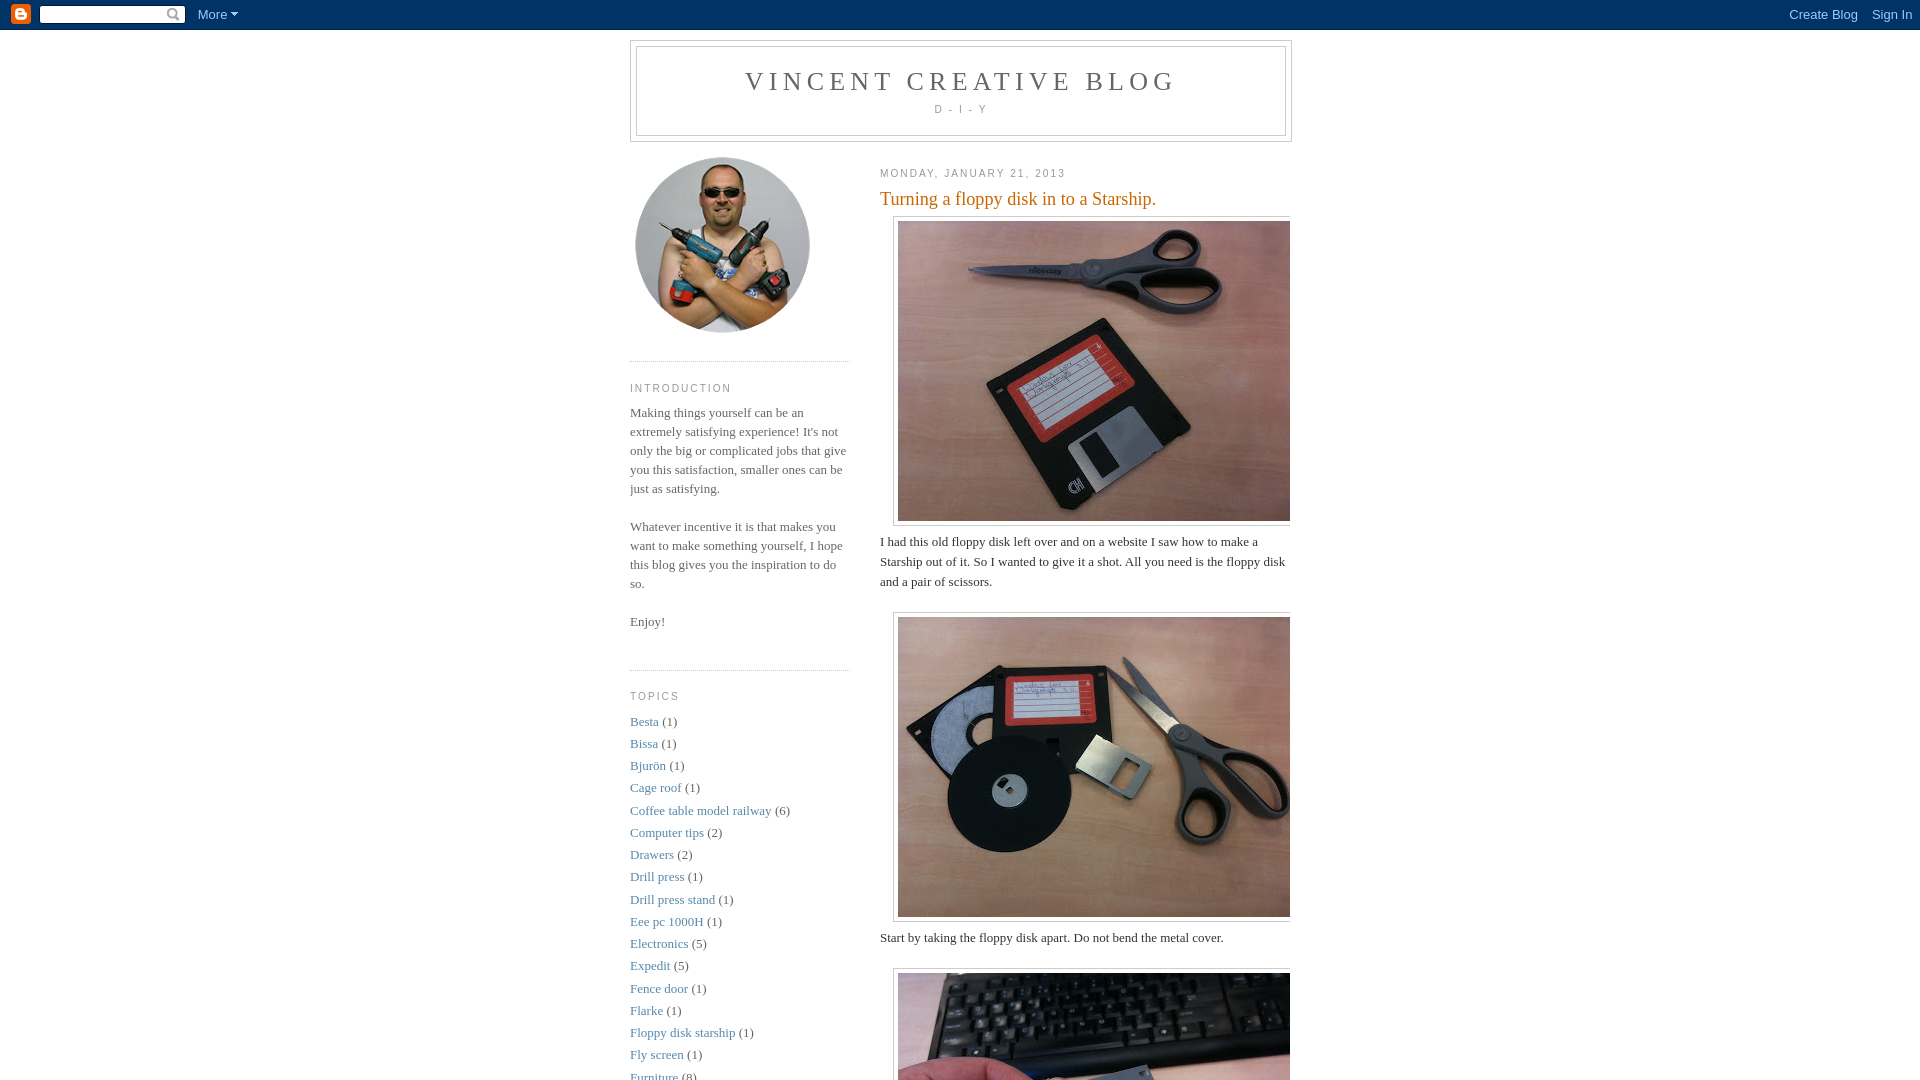 More
Create Blog
Sign In
VINCENT CREATIVE BLOG
D-I-Y
MONDAY, JANUARY 21, 2013
Turning a floppy disk in to a Starship.
I had this old floppy disk left over and on a website I saw how to make a
Starship out of it. So I wanted to give it a shot. All you need is the floppy disk
and a pair of scissors.
Start by taking the floppy disk apart. Do not bend the metal cover.
INTRODUCTION
Making things yourself can be an
extremely satisfying experience! It's not
only the big or complicated jobs that give
you this satisfaction, smaller ones can be
just as satisfying.
Whatever incentive it is that makes you
want to make something yourself, I hope
this blog gives you the inspiration to do
so.
Enjoy!
TOPICS
Besta (1)
Bissa (1)
Bjurön (1)
Cage roof (1)
Coffee table model railway (6)
Computer tips (2)
Drawers (2)
Drill press (1)
Drill press stand (1)
Eee pc 1000H (1)
Electronics (5)
Expedit (5)
Fence door (1)
Flarke (1)
Floppy disk starship (1)
Fly screen (1)
Furniture (8)